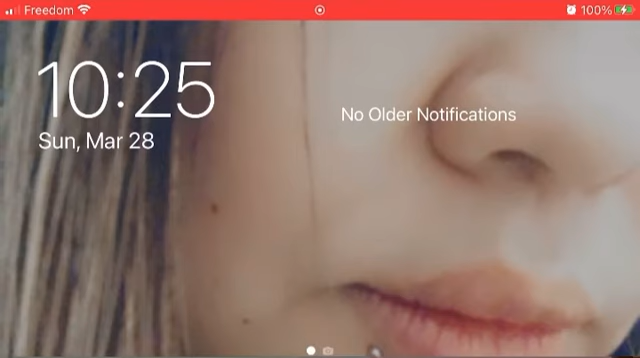 Freedom
100%
10:25
Sun, Mar 28
No Older Notifications